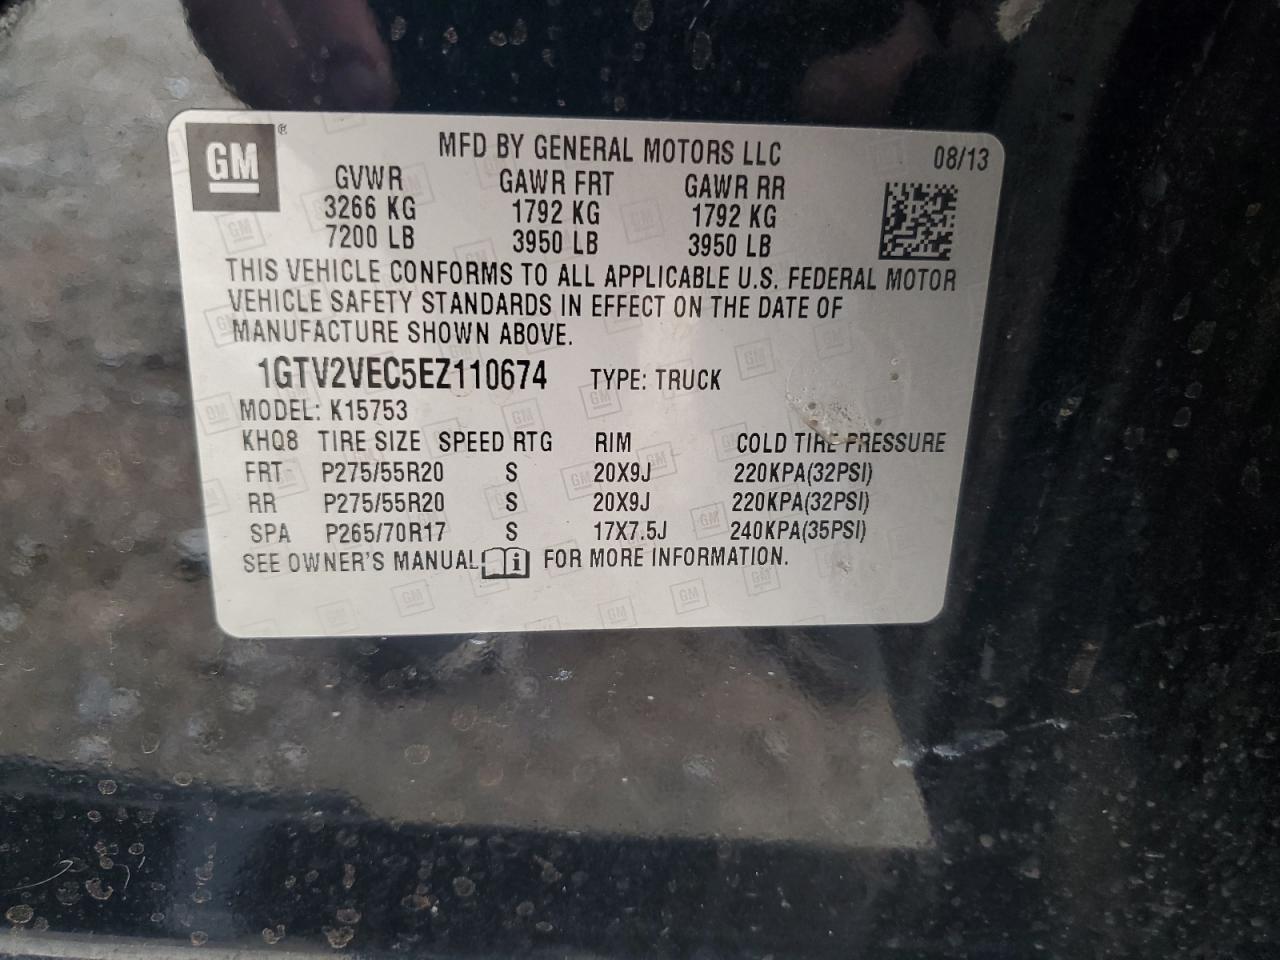 GM ®
MFD BY GENERAL MOTORS LLC 08/13
GVWR GAWR FRT GAWR RR
3266 KG 1792 KG 1792 KG
7200 LB 3950 LB 3950 LB
THIS VEHICLE CONFORMS TO ALL APPLICABLE U.S. FEDERAL MOTOR
VEHICLE SAFETY STANDARDS IN EFFECT ON THE DATE OF
MANUFACTURE SHOWN ABOVE.
1GTV2VEC5EZ110674 TYPE: TRUCK
MODEL: K15753
KHQ8 TIRE SIZE SPEED RTG RIM COLD TIRE PRESSURE
FRT P275/55R20 S 20X9J 220KPA(32PSI)
RR P275/55R20 S 20X9J 220KPA(32PSI)
SPA P265/70R17 S 17X7.5J 240KPA(35PSI)
SEE OWNER'S MANUAL i FOR MORE INFORMATION.